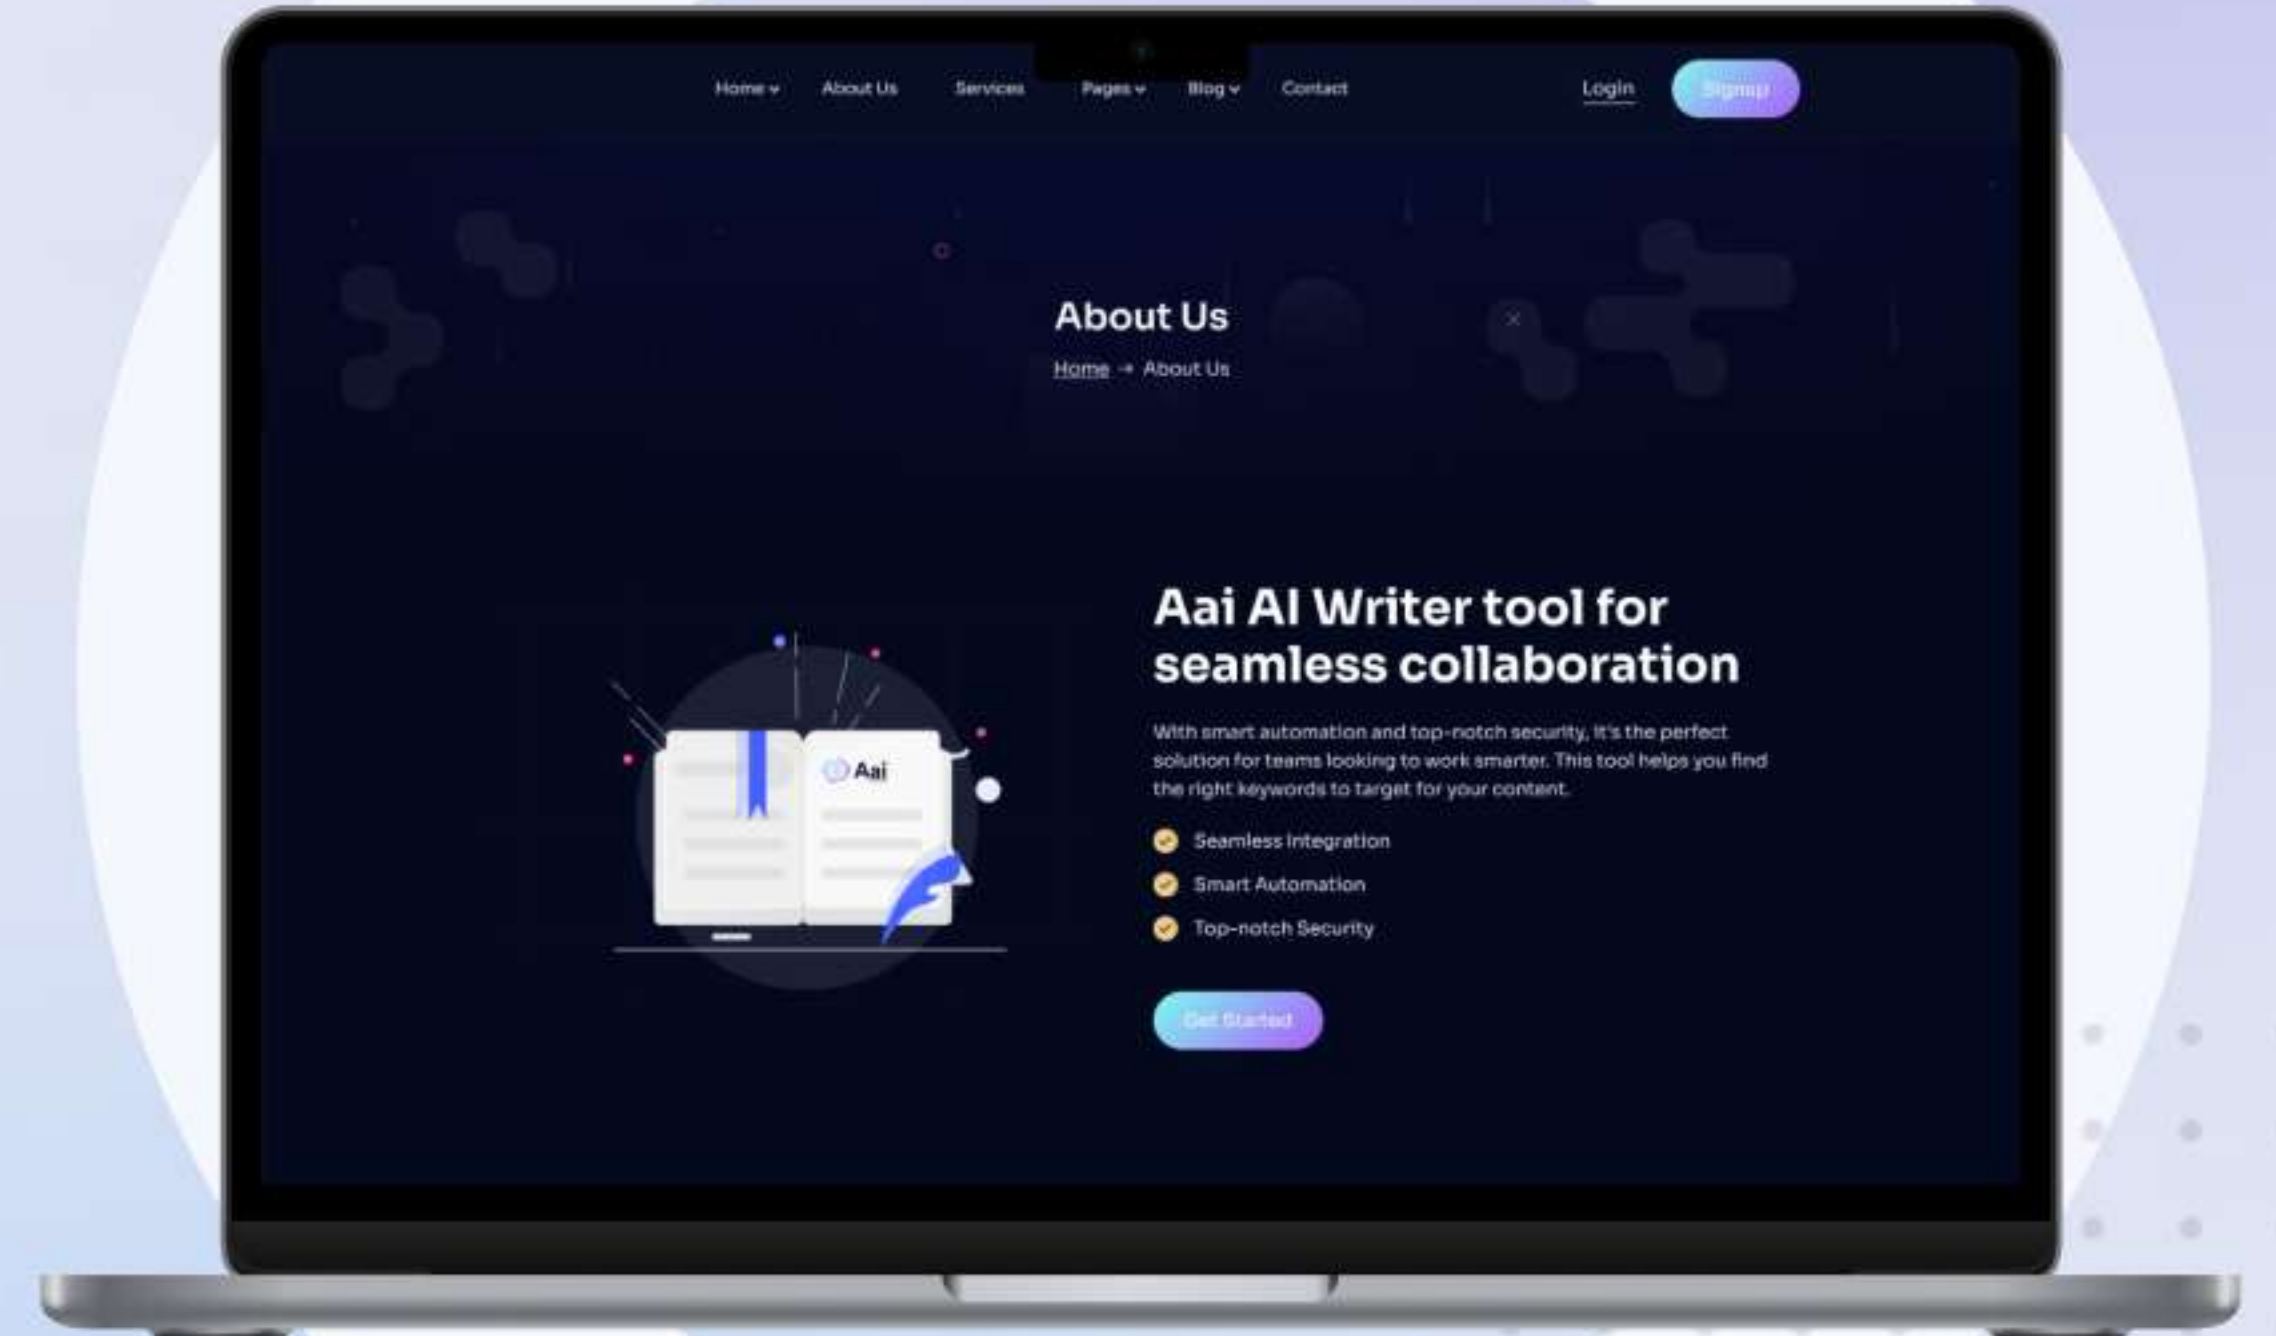 Home About Us Services Pages Blog Contact Login Signup
About Us
Home → About Us
Aai AI Writer tool for
seamless collaboration
With smart automation and top-notch security, it's the perfect
solution for teams looking to work smarter. This tool helps you find
the right keywords to target for your content.
Aai
Seamless Integration
Smart Automation
Top-notch Security
Get Started